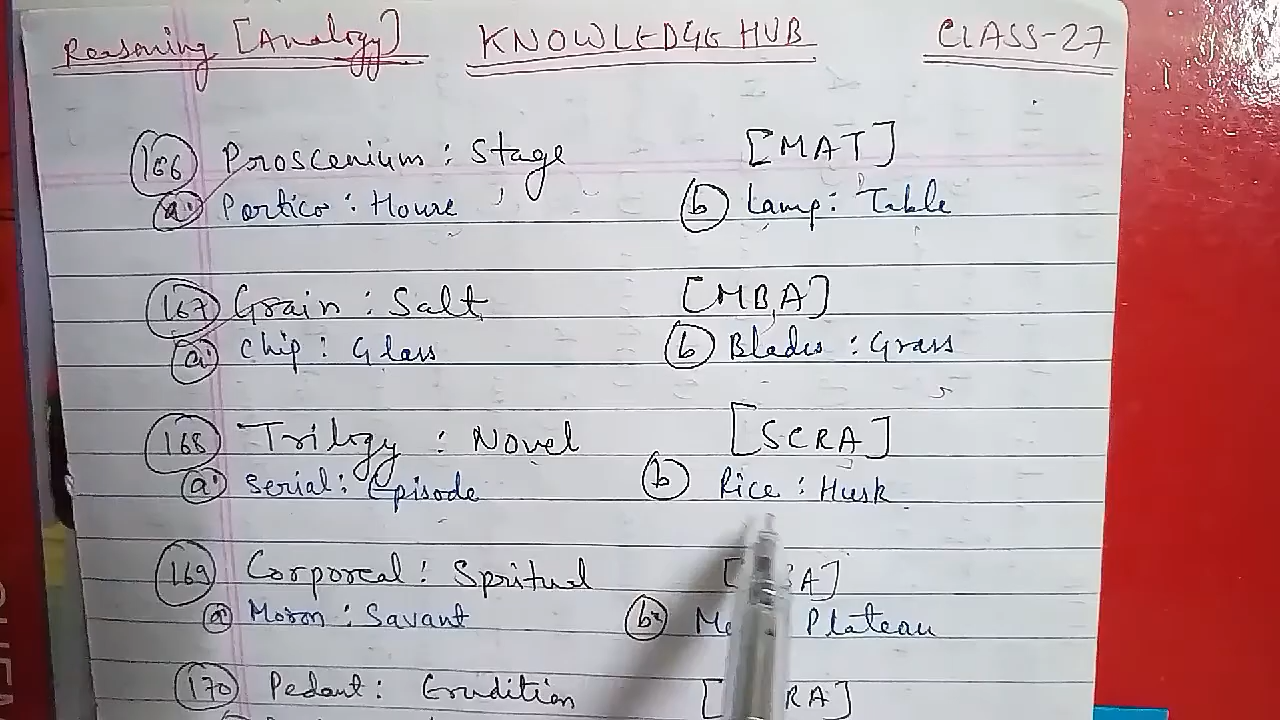 Reasoning [Analogy] KNOWLEDGE HUB CLASS-27
166 Proscenium : Stage [MAT]
a. Portico : House b Lamp : Table
167 Grain : Salt [MBA]
a. Chip : Glass b Blades : Grass
168 Trilogy : Novel [SCRA]
a. Serial : Episode b Rice : Husk
169 Corporeal : Spritual
a Moron : Savant b. Plateau
170 Pedant : Erudition